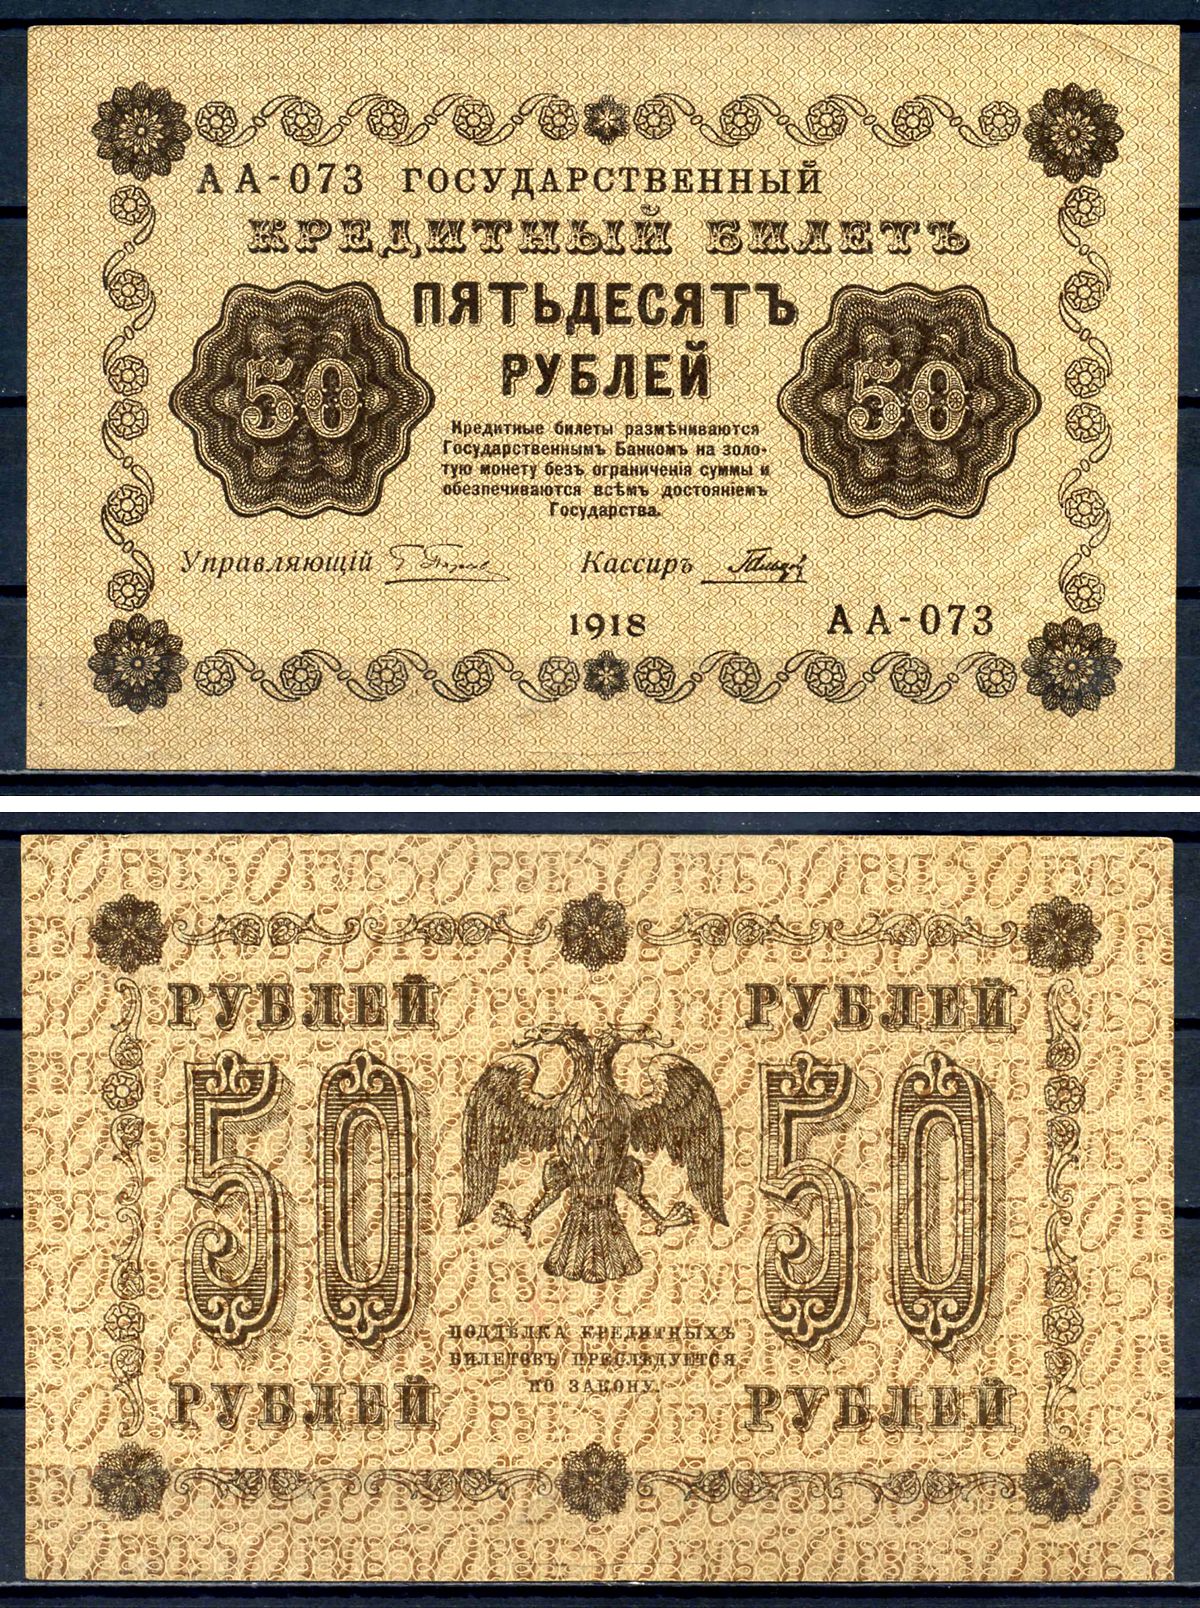 АА-073 ГОСУДАРСТВЕННЫЙ
КРЕДИТНЫЙ БИЛЕТЪ
ПЯТЬДЕСЯТЪ
РУБЛЕЙ
50
50
Кредитные билеты размѣниваются
Государственнымъ Банкомъ на золо-
тую монету безъ ограниченія суммы и
обезпечиваются всѣмъ достояніемъ
Государства.
Управляющій Кассиръ
1918 АА-073
РУБЛЕЙ РУБЛЕЙ
50 50
ПОДДѢЛКА КРЕДИТНЫХЪ
БИЛЕТОВЪ ПРЕСЛѢДУЕТСЯ
ПО ЗАКОНУ.
РУБЛЕЙ РУБЛЕЙ